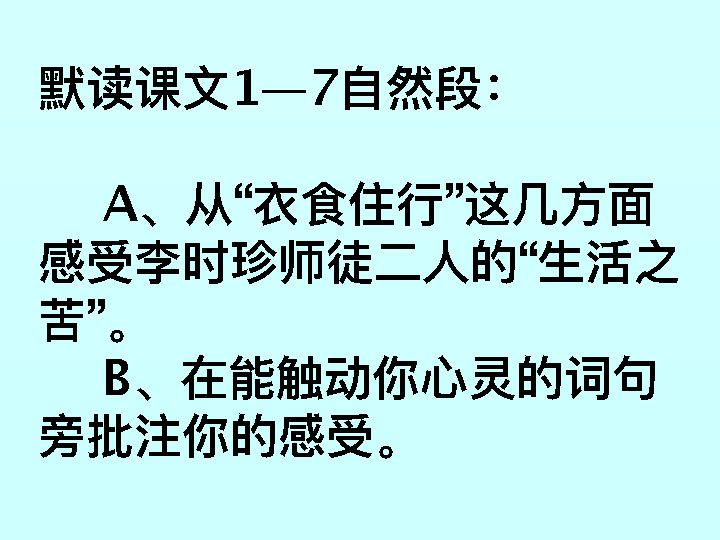 默读课文1—7自然段：
A、从“衣食住行”这几方面
感受李时珍师徒二人的“生活之
苦”。
B、在能触动你心灵的词句
旁批注你的感受。